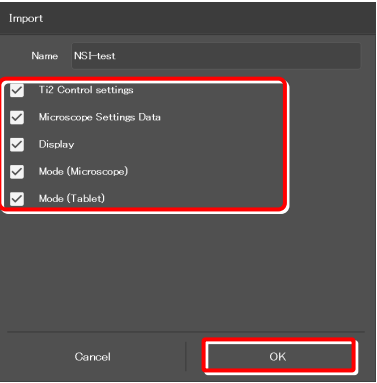 Import
Name NSI-test
Ti2 Control settings
Microscope Settings Data
Display
Mode (Microscope)
Mode (Tablet)
Cancel OK